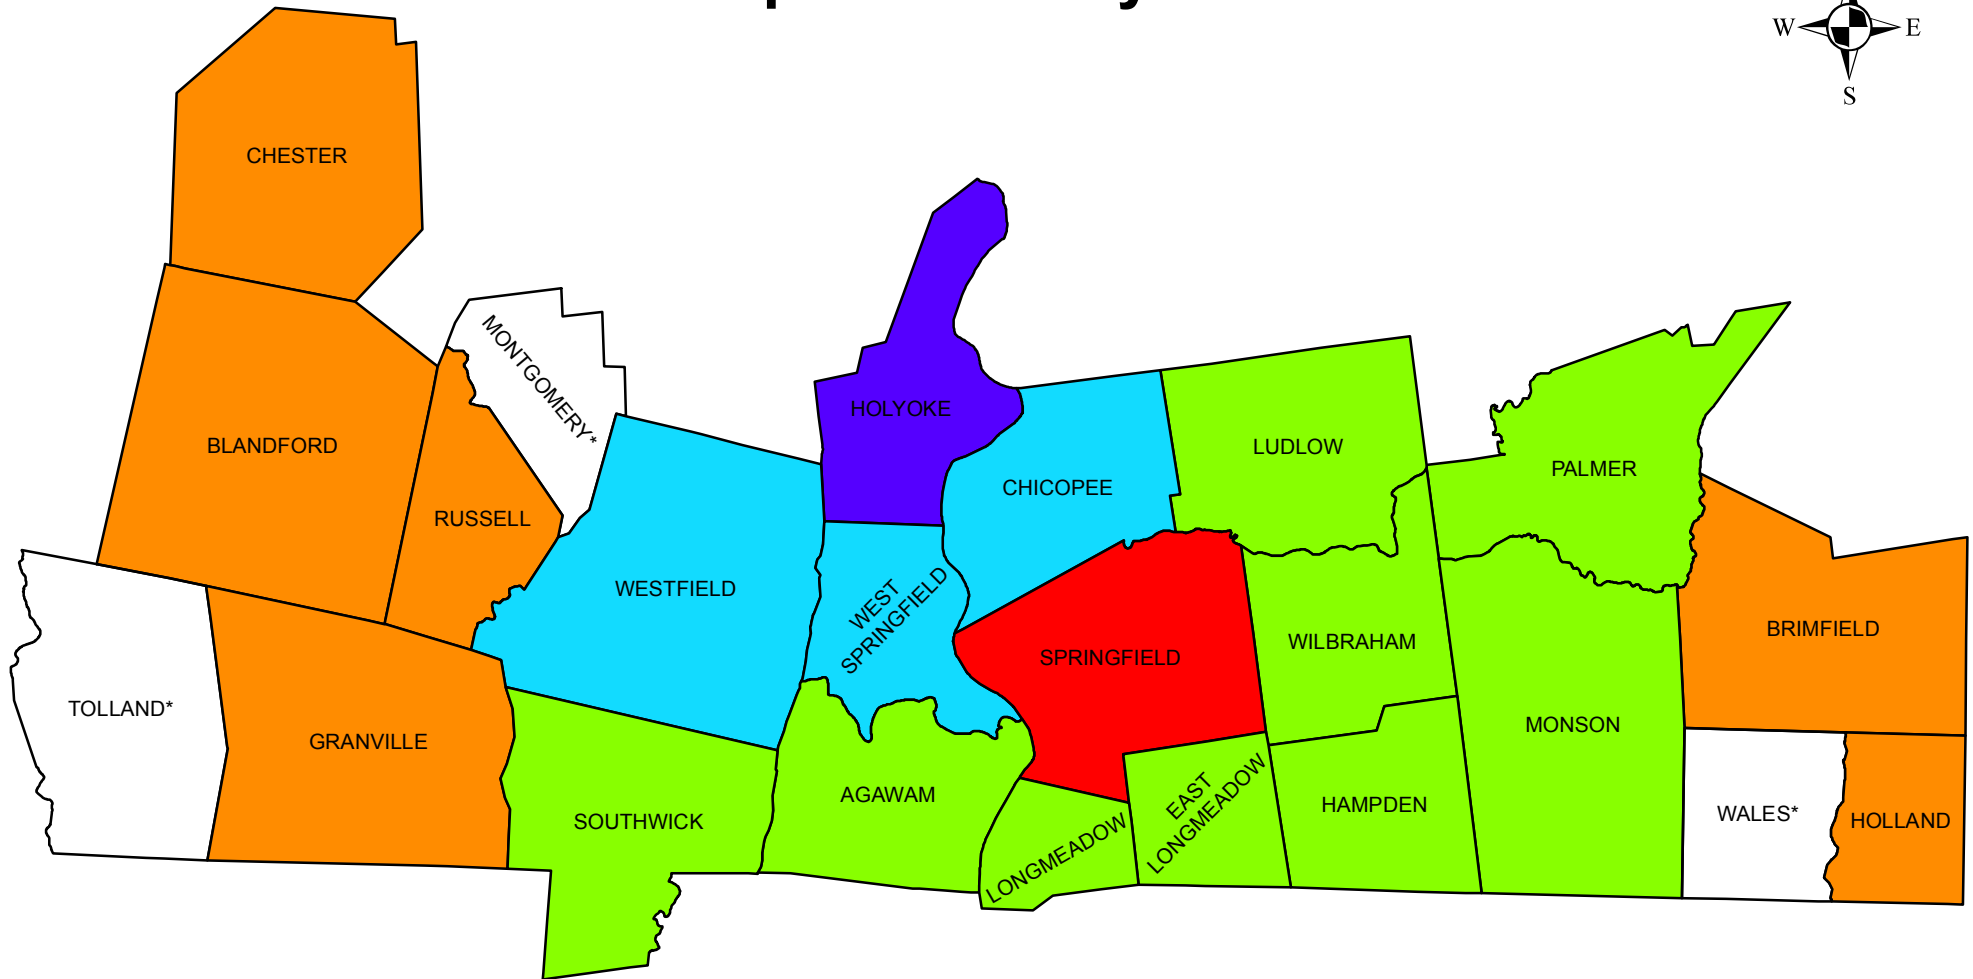 W
E
S
CHESTER
MONTGOMERY*
HOLYOKE
BLANDFORD
LUDLOW
PALMER
CHICOPEE
RUSSELL
WESTFIELD
WEST
SPRINGFIELD
BRIMFIELD
WILBRAHAM
SPRINGFIELD
TOLLAND*
MONSON
GRANVILLE
AGAWAM
EAST
LONGMEADOW
HAMPDEN
WALES*
HOLLAND
SOUTHWICK
LONGMEADOW